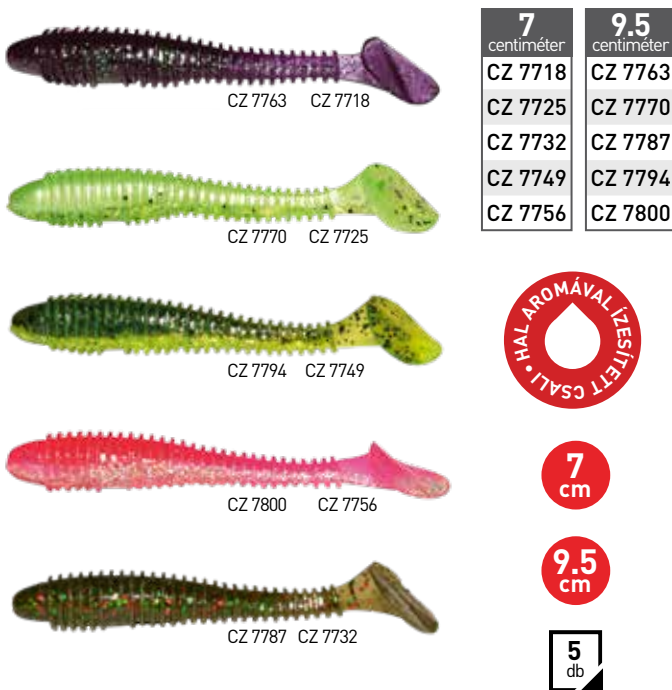 CZ 7763 CZ 7718
CZ 7770 CZ 7725
CZ 7794 CZ 7749
CZ 7800 CZ 7756
CZ 7787 CZ 7732
7 9.5
centiméter centiméter
CZ 7718 CZ 7763
CZ 7725 CZ 7770
CZ 7732 CZ 7787
CZ 7749 CZ 7794
CZ 7756 CZ 7800
HAL AROMÁVAL ÍZESÍTETT CSALI •
7
cm
9.5
cm
5
db